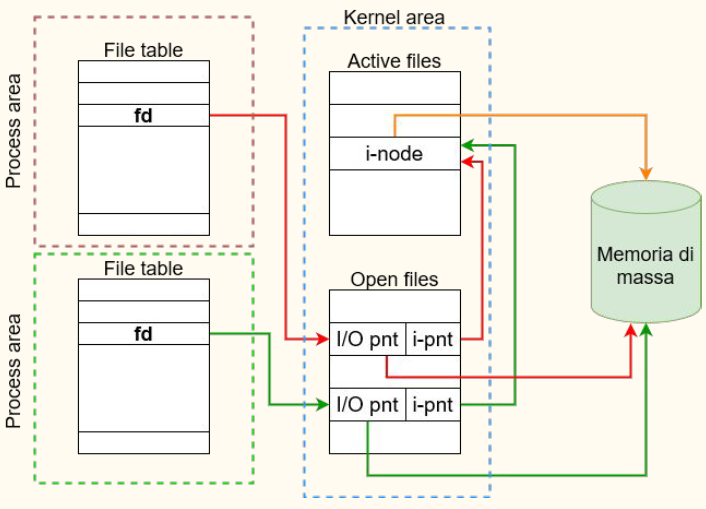 Kernel area
File table
Active files
Process area
fd
i-node
Memoria di
massa
File table
Open files
Process area
fd
I/O pnt
i-pnt
I/O pnt
i-pnt